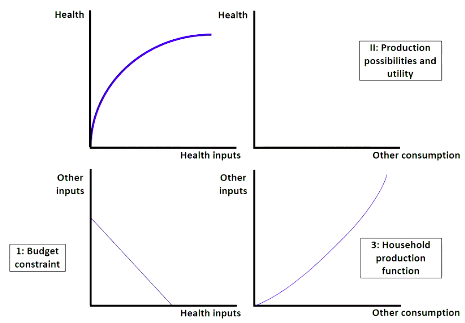 Health
Health
II: Production
possibilities and
utility
Health inputs
Other consumption
Other
inputs
Other
inputs
1: Budget
constraint
3: Household
production
function
Health inputs
Other consumption